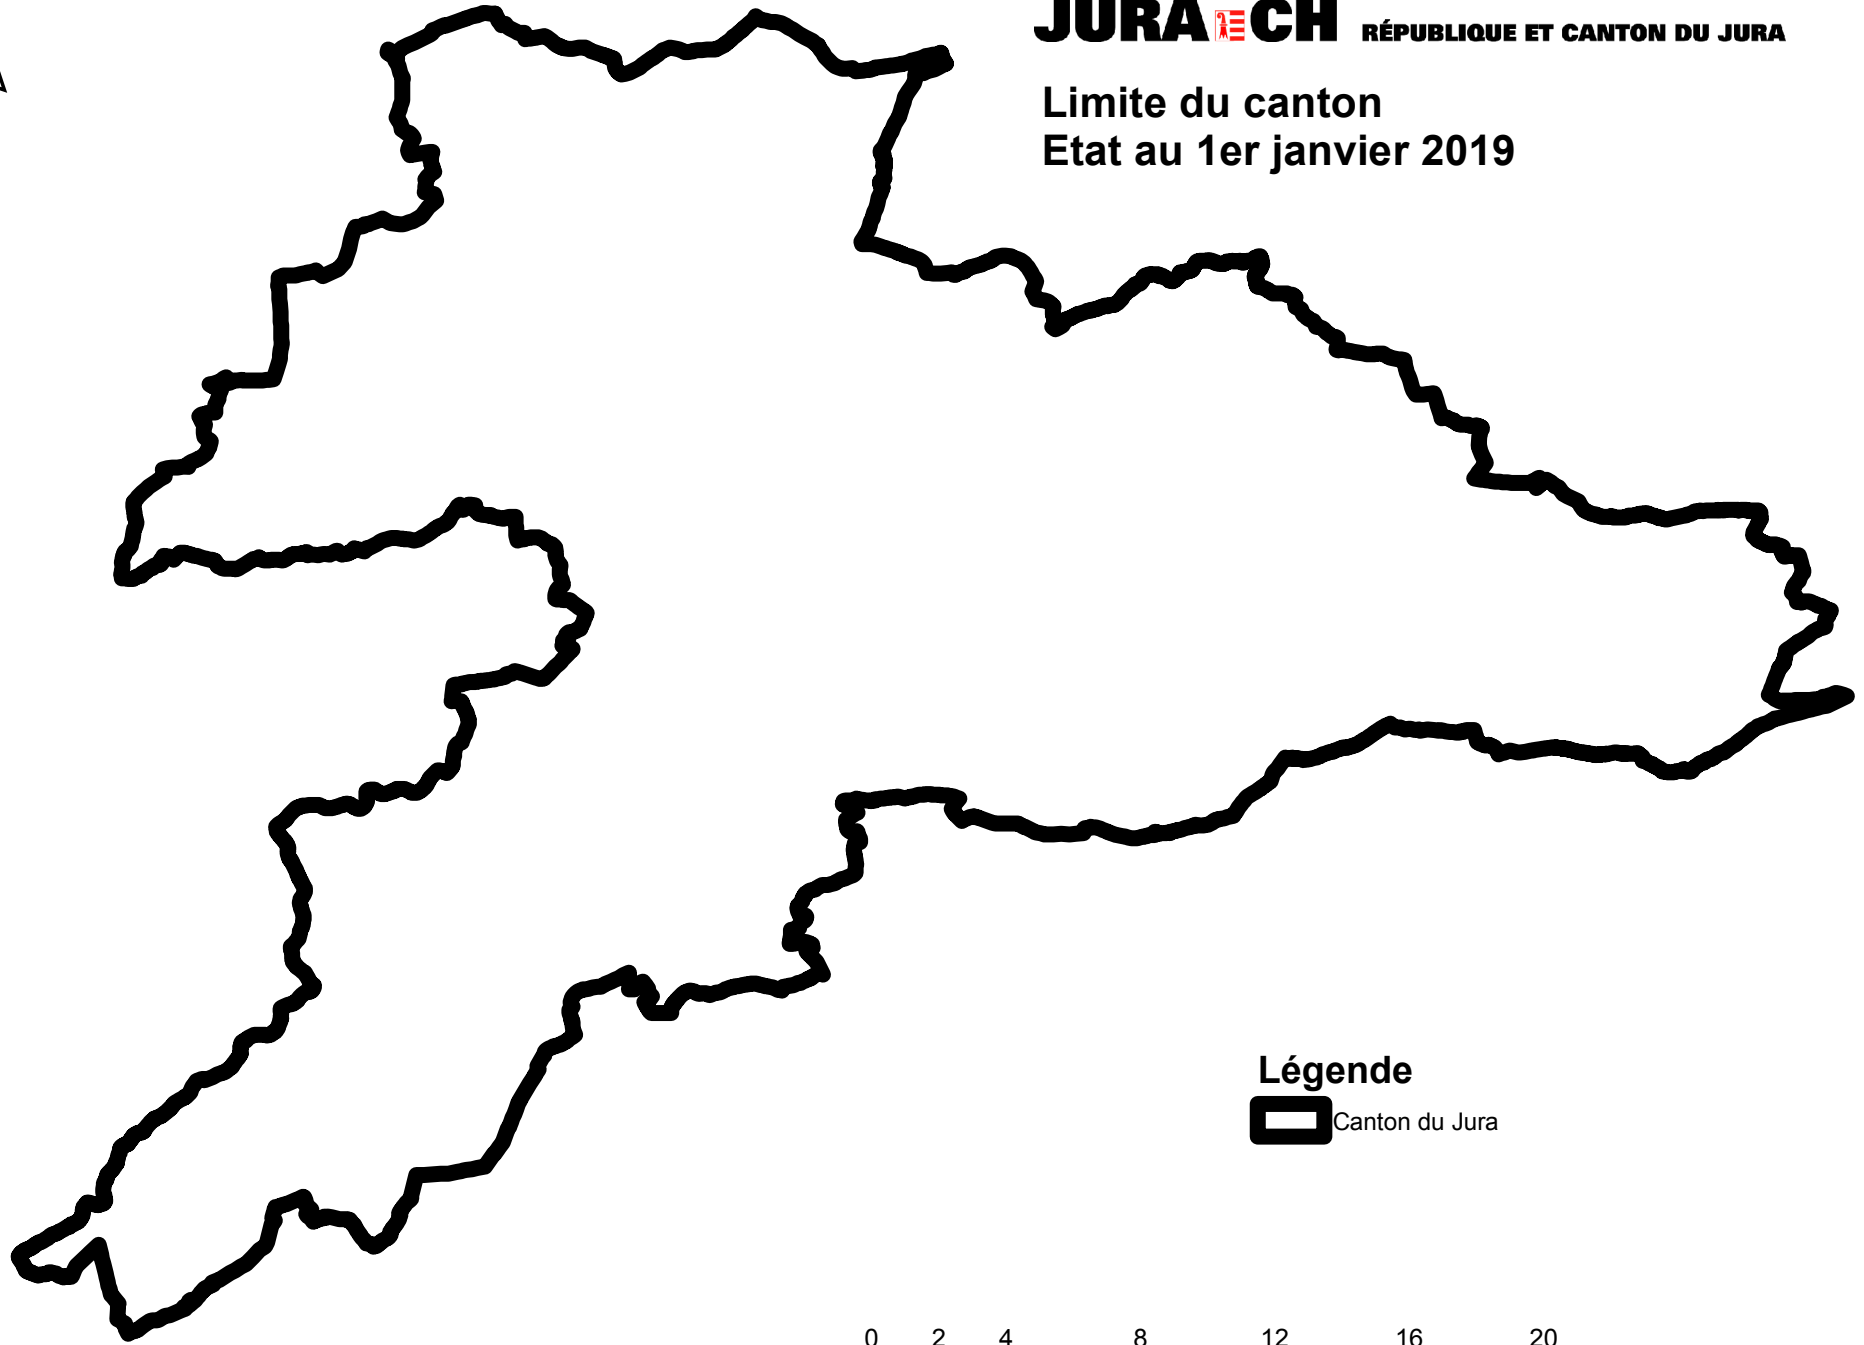 JURA CH RÉPUBLIQUE ET CANTON DU JURA
Limite du canton
Etat au 1er janvier 2019
Légende
Canton du Jura
0 2 4 8 12 16 20